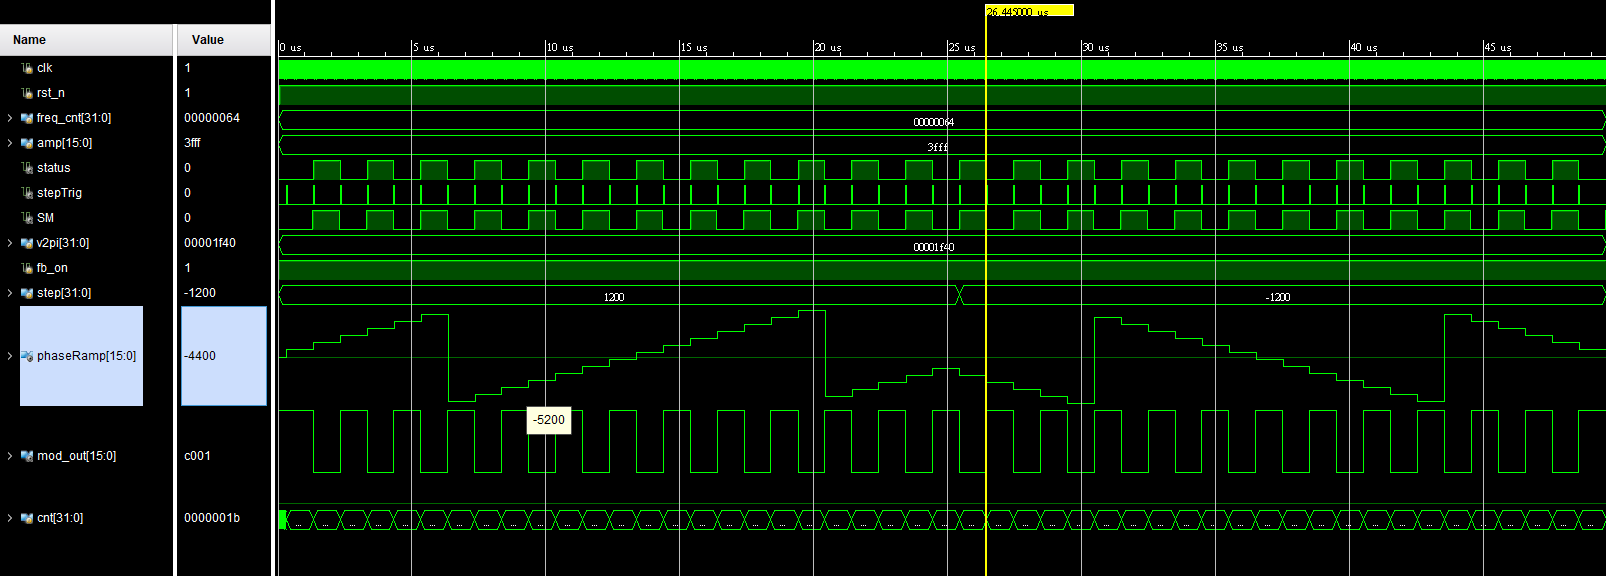 26.445000 us
Name Value
0 us 5 us 10 us 15 us 20 us 25 us 30 us 35 us 40 us 45 us
clk 1
rst_n 1
freq_cnt[31:0] 00000064 00000064
amp[15:0] 3fff 3fff
status 0
stepTrig 0
SM 0
v2pi[31:0] 00001f40 00001f40
fb_on 1
step[31:0] -1200 1200 -1200
phaseRamp[15:0] -4400
-5200
mod_out[15:0] c001
cnt[31:0] 0000001b ... ... ... ... ... ... ... ... ... ... ... ... ... ... ... ... ... ... ... ... ... ... ... ... ... ... ... ... ... ... ... ... ... ... ... ... ... ... ... ... ... ... ... ... ... ... ... ... ...